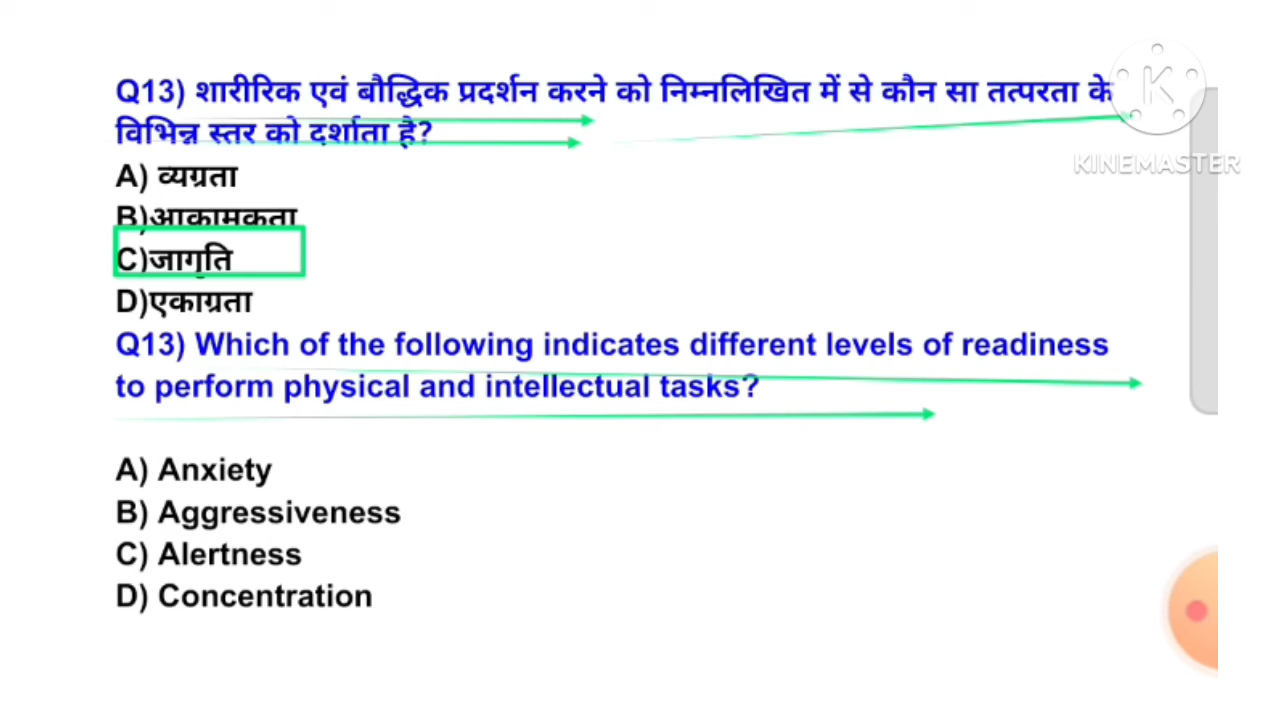 Q13) शारीरिक एवं बौद्धिक प्रदर्शन करने को निम्नलिखित में से कौन सा तत्परता के
विभिन्न स्तर को दर्शाता है?
A) व्यग्रता
B)आक्रामकता
C)जागृति
D)एकाग्रता
Q13) Which of the following indicates different levels of readiness
to perform physical and intellectual tasks?
A) Anxiety
B) Aggressiveness
C) Alertness
D) Concentration
K
KINEMASTER